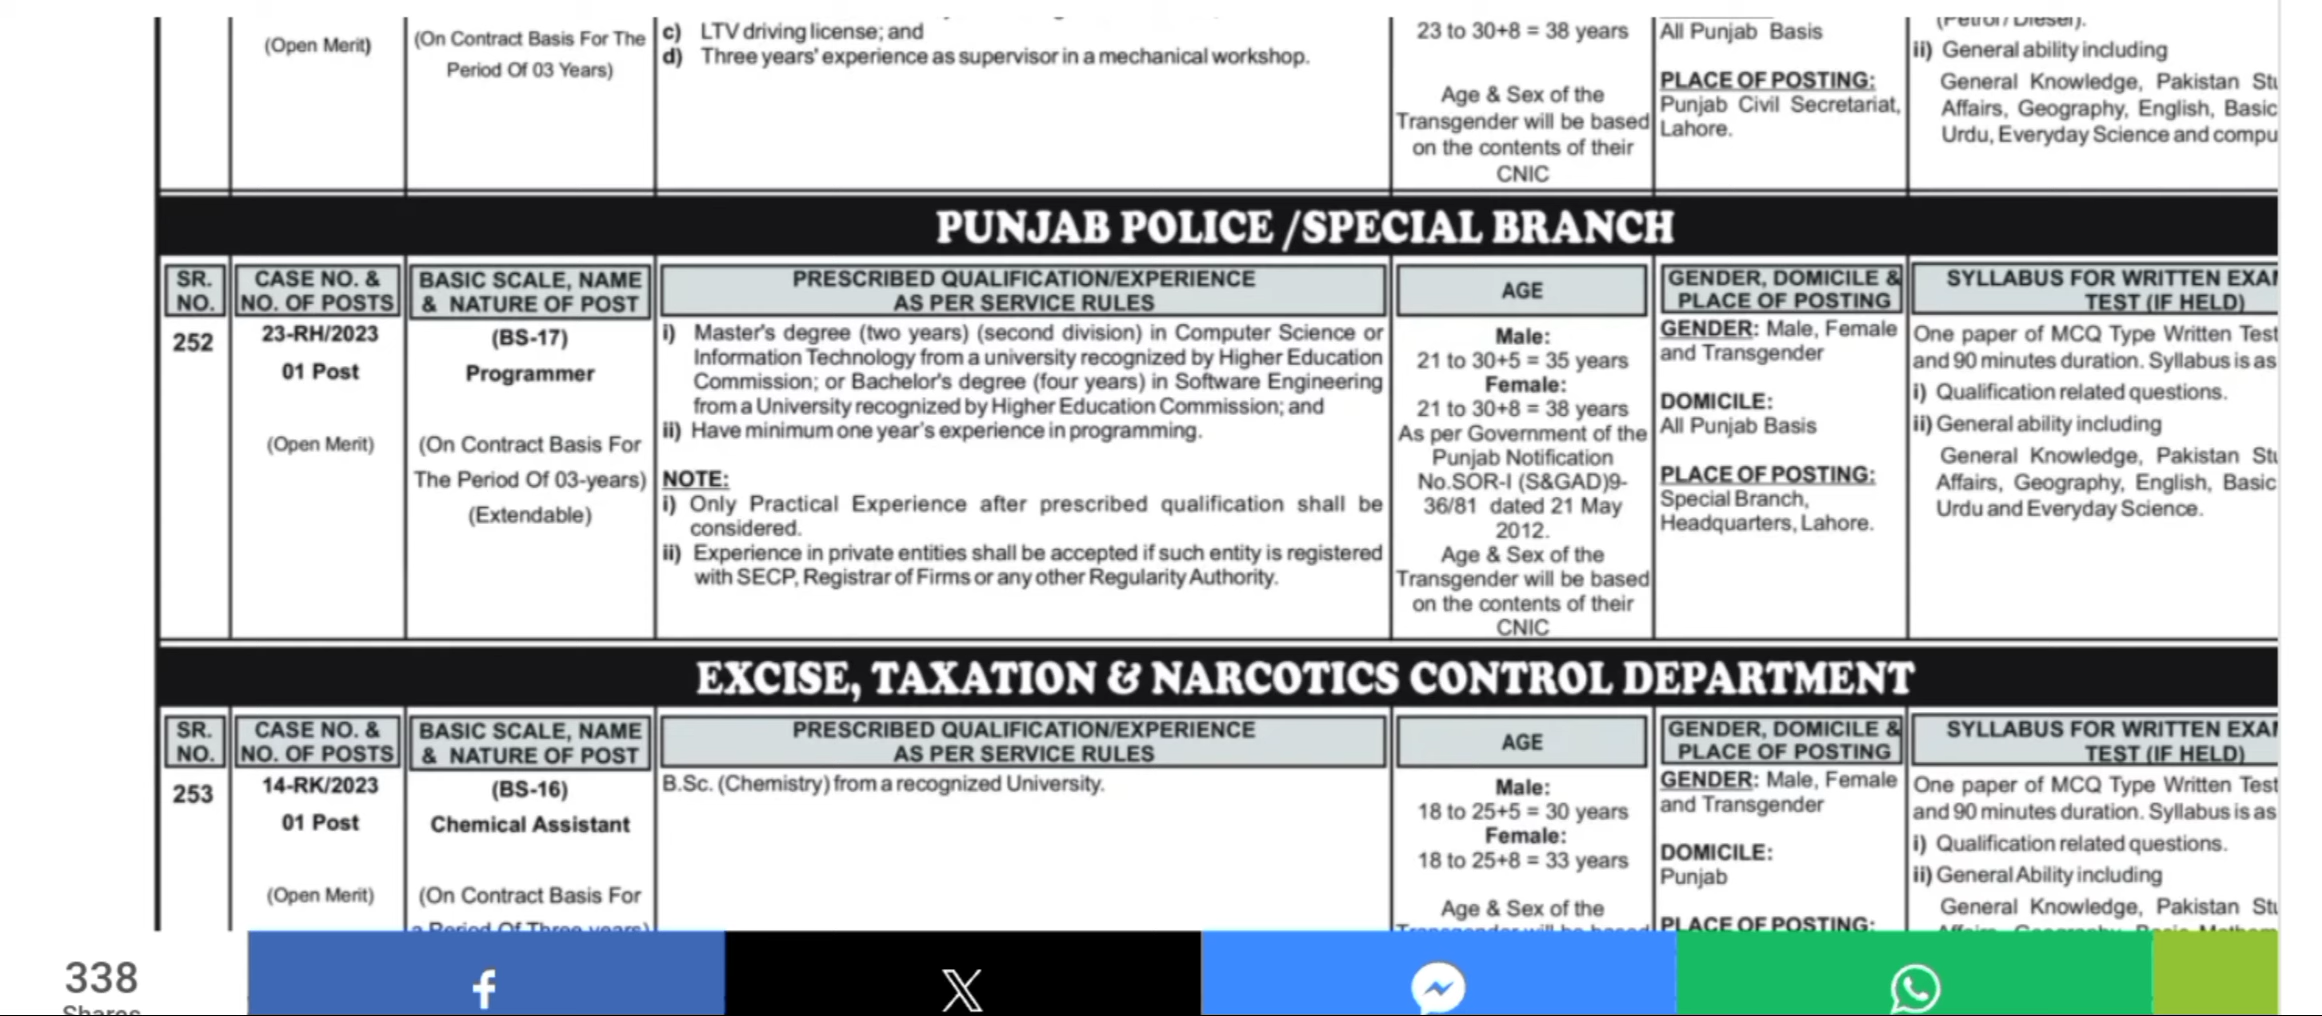 (Open Merit)
(On Contract Basis For The
Period Of 03 Years)
c) LTV driving license; and
d) Three years' experience as supervisor in a mechanical workshop.
23 to 30+8 = 38 years
Age & Sex of the
Transgender will be based
on the contents of their
CNIC
All Punjab Basis
PLACE OF POSTING:
Punjab Civil Secretariat,
Lahore.
(Petrol / Diesel).
ii) General ability including
General Knowledge, Pakistan Stu
Affairs, Geography, English, Basic
Urdu, Everyday Science and compu
PUNJAB POLICE /SPECIAL BRANCH
SR.
NO.
CASE NO. &
NO. OF POSTS
BASIC SCALE, NAME
& NATURE OF POST
PRESCRIBED QUALIFICATION/EXPERIENCE
AS PER SERVICE RULES
AGE
GENDER, DOMICILE &
PLACE OF POSTING
SYLLABUS FOR WRITTEN EXA
TEST (IF HELD)
252
23-RH/2023
01 Post
(Open Merit)
(BS-17)
Programmer
(On Contract Basis For
The Period Of 03-years)
(Extendable)
i) Master's degree (two years) (second division) in Computer Science or
Information Technology from a university recognized by Higher Education
Commission; or Bachelor's degree (four years) in Software Engineering
from a University recognized by Higher Education Commission; and
ii) Have minimum one year's experience in programming.
NOTE:
i) Only Practical Experience after prescribed qualification shall be
considered.
ii) Experience in private entities shall be accepted if such entity is registered
with SECP, Registrar of Firms or any other Regularity Authority.
Male:
21 to 30+5 = 35 years
Female:
21 to 30+8 = 38 years
As per Government of the
Punjab Notification
No.SOR-I (S&GAD)9-
36/81 dated 21 May
2012.
Age & Sex of the
Transgender will be based
on the contents of their
CNIC
GENDER: Male, Female
and Transgender
DOMICILE:
All Punjab Basis
PLACE OF POSTING:
Special Branch,
Headquarters, Lahore.
One paper of MCQ Type Written Test
and 90 minutes duration. Syllabus is as
i) Qualification related questions.
ii) General ability including
General Knowledge, Pakistan Stu
Affairs, Geography, English, Basic
Urdu and Everyday Science.
EXCISE, TAXATION & NARCOTICS CONTROL DEPARTMENT
SR.
NO.
CASE NO. &
NO. OF POSTS
BASIC SCALE, NAME
& NATURE OF POST
PRESCRIBED QUALIFICATION/EXPERIENCE
AS PER SERVICE RULES
AGE
GENDER, DOMICILE &
PLACE OF POSTING
SYLLABUS FOR WRITTEN EXA
TEST (IF HELD)
253
14-RK/2023
01 Post
(Open Merit)
(BS-16)
Chemical Assistant
(On Contract Basis For
a Period Of Three years)
B.Sc. (Chemistry) from a recognized University.
Male:
18 to 25+5 = 30 years
Female:
18 to 25+8 = 33 years
Age & Sex of the
Transgender will be based
GENDER: Male, Female
and Transgender
DOMICILE:
Punjab
PLACE OF POSTING:
One paper of MCQ Type Written Test
and 90 minutes duration. Syllabus is as
i) Qualification related questions.
ii) General Ability including
General Knowledge, Pakistan Stu
338
Shares